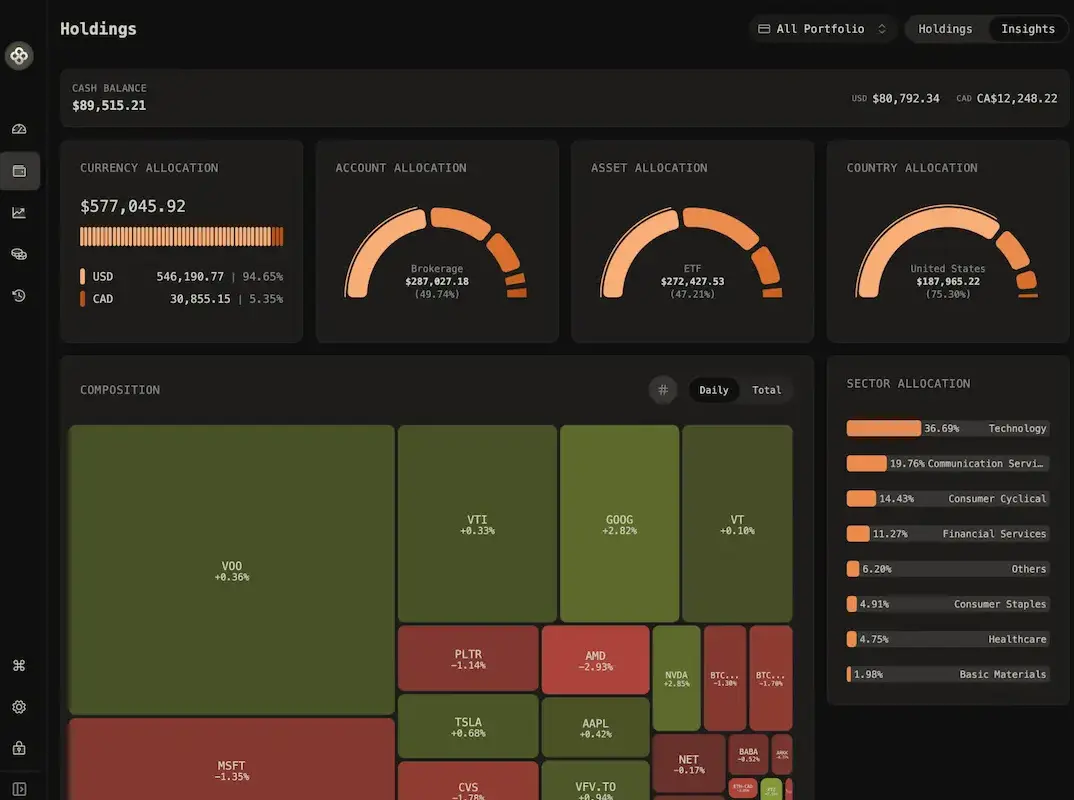 Holdings
All Portfolio
Holdings
Insights
CASH BALANCE
$89,515.21
USD $80,792.34
CAD CA$12,248.22
CURRENCY ALLOCATION
$577,045.92
USD 546,190.77 | 94.65%
CAD 30,855.15 | 5.35%
ACCOUNT ALLOCATION
Brokerage
$287,027.18
(49.74%)
ASSET ALLOCATION
ETF
$272,427.53
(47.21%)
COUNTRY ALLOCATION
United States
$187,965.22
(75.30%)
COMPOSITION
#
Daily
Total
VOO
+0.36%
VTI
+0.33%
GOOG
+2.82%
VT
+0.10%
PLTR
−1.14%
AMD
−2.93%
NVDA
+2.85%
BTC...
−1.30%
BTC...
−1.70%
TSLA
+0.68%
AAPL
+0.42%
MSFT
−1.35%
CVS
−1.78%
VFV.TO
+0.94%
NET
−0.17%
BABA
−0.52%
SECTOR ALLOCATION
36.69% Technology
19.76% Communication Servi…
14.43% Consumer Cyclical
11.27% Financial Services
6.20% Others
4.91% Consumer Staples
4.75% Healthcare
1.98% Basic Materials